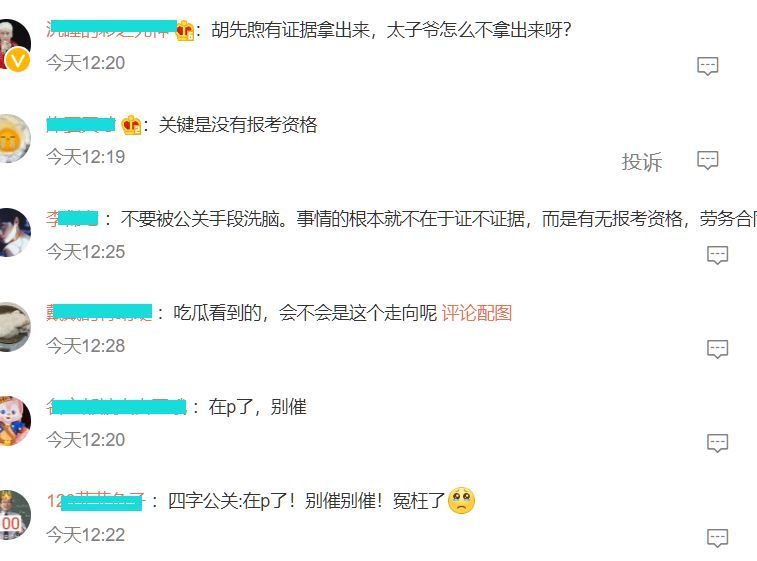 ：胡先煦有证据拿出来，太子爷怎么不拿出来呀？
今天12:20
：关键是没有报考资格
今天12:19
投诉
李 ：不要被公关手段洗脑。事情的根本就不在于证不证据，而是有无报考资格，劳务合同
今天12:25
：吃瓜看到的，会不会是这个走向呢 评论配图
今天12:28
：在p了，别催
今天12:20
：四字公关:在p了！别催别催！冤枉了
今天12:22
00